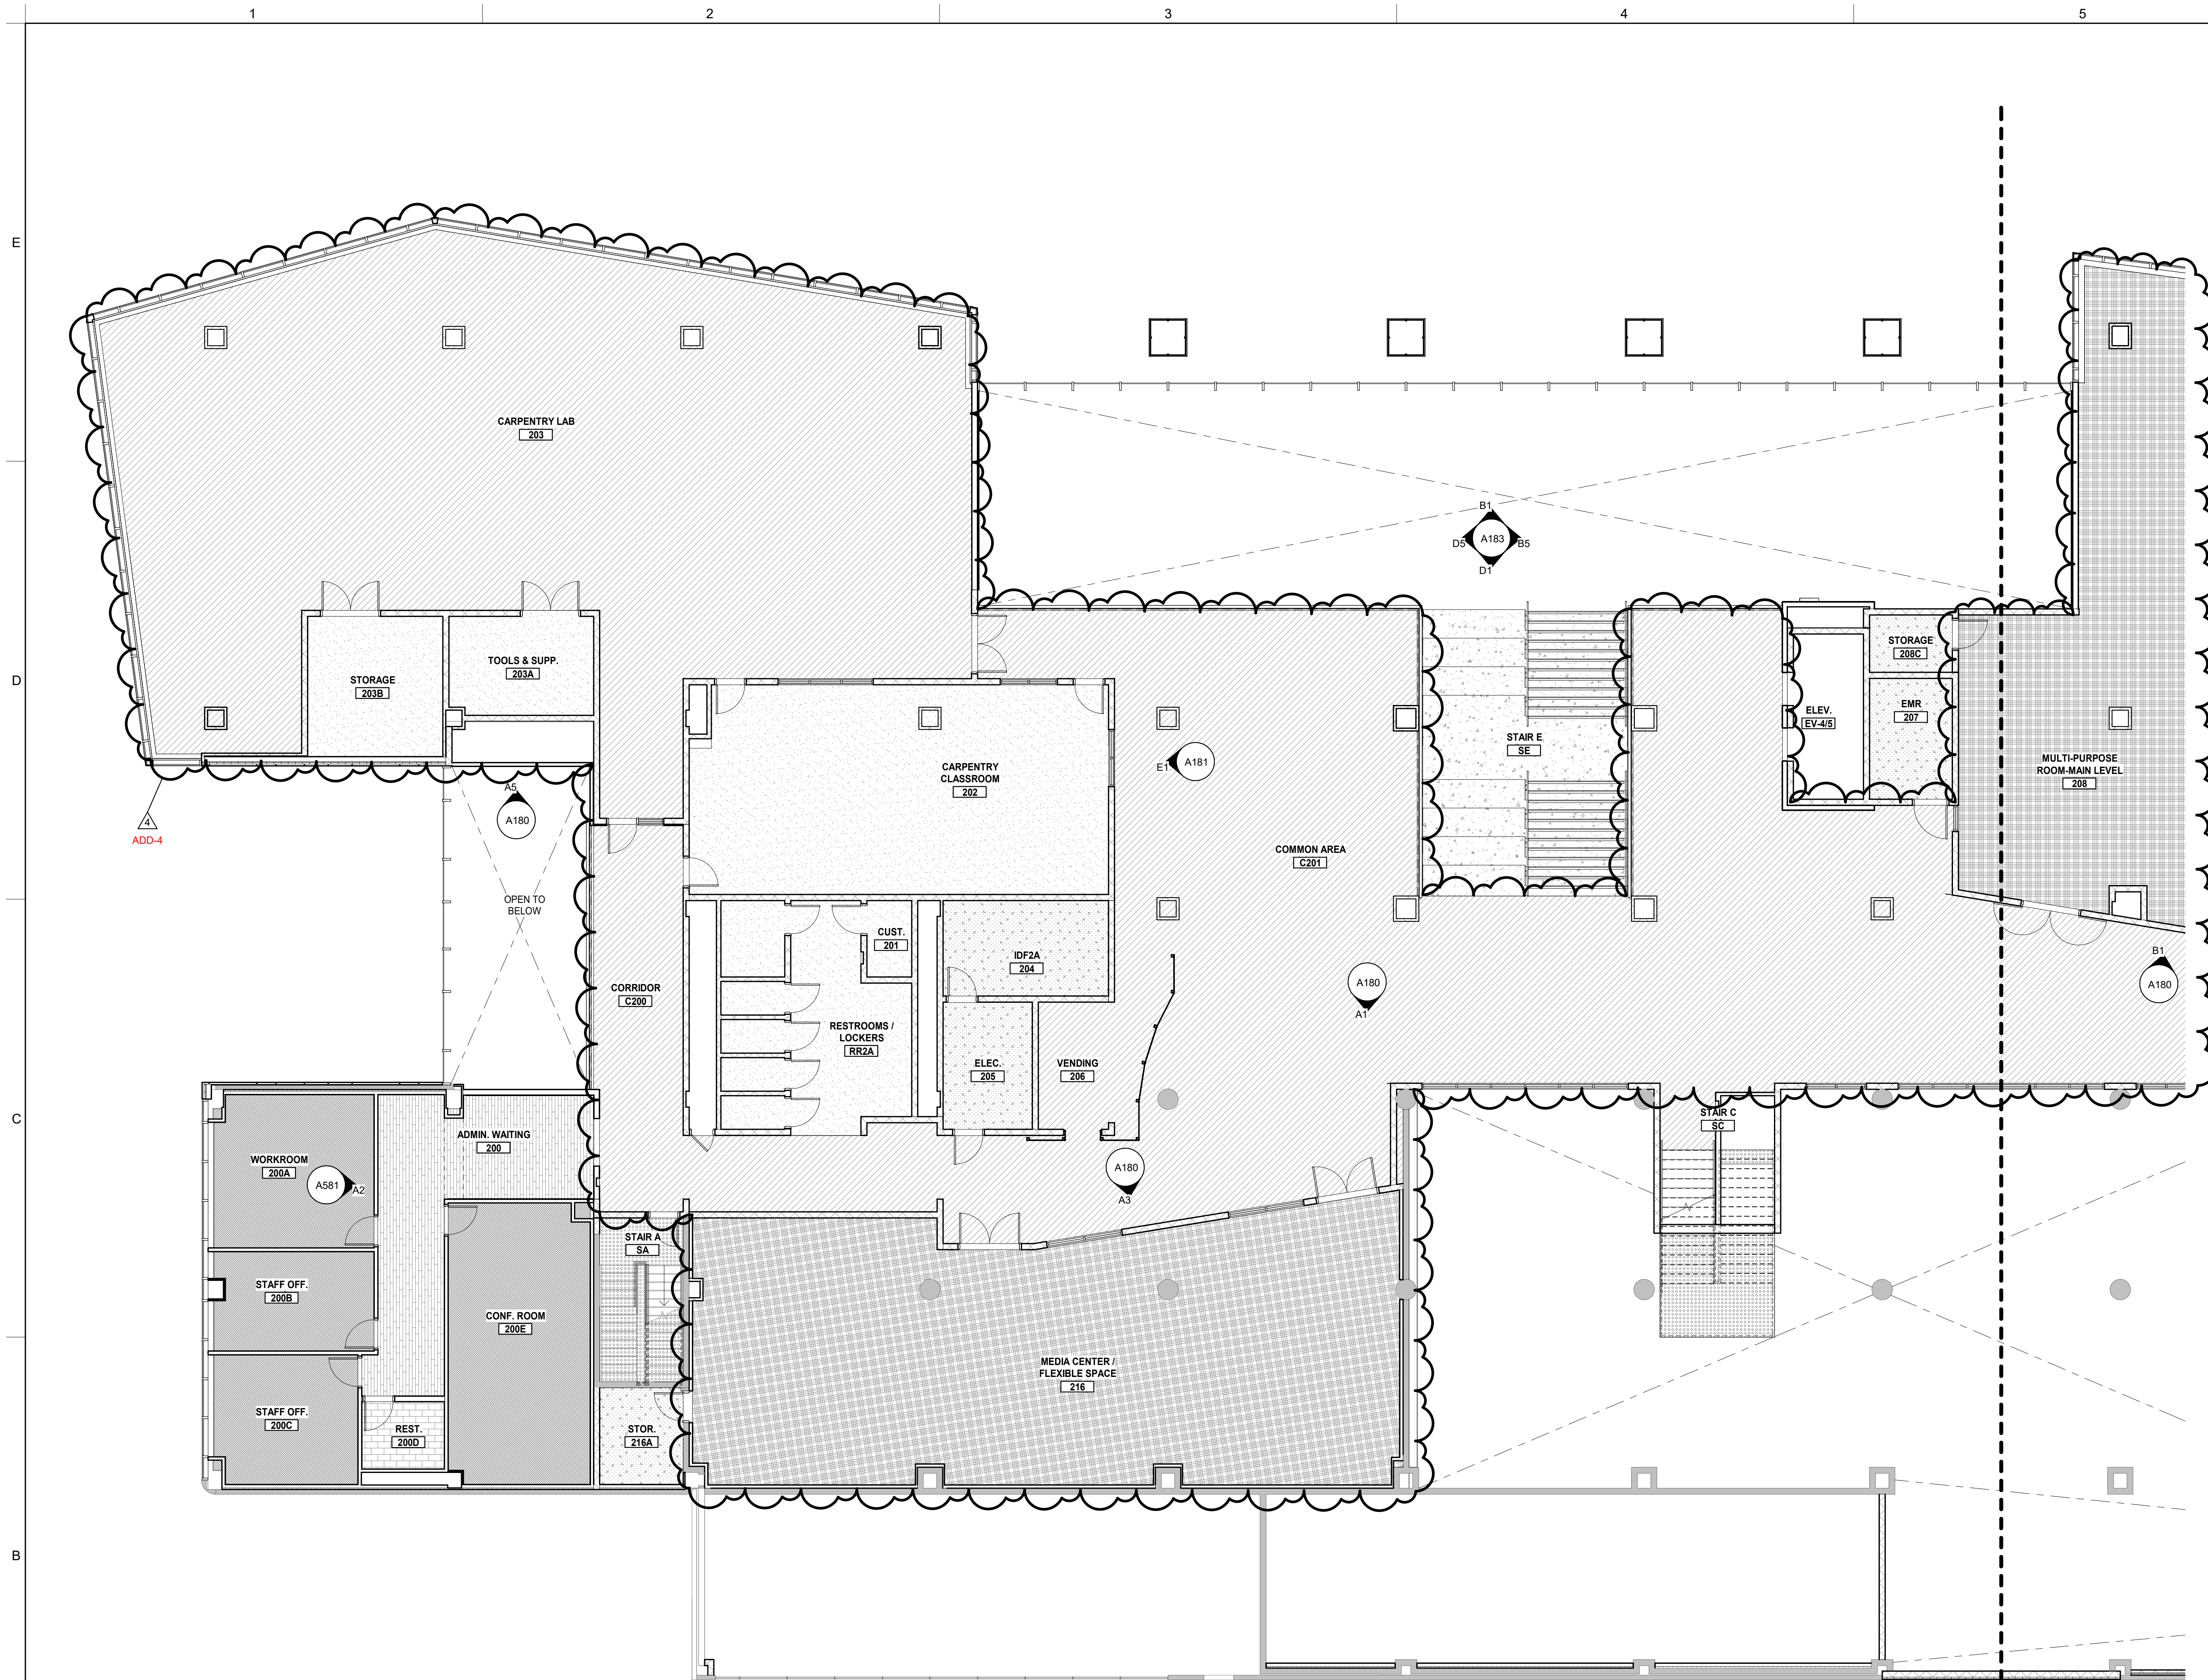 1
2
3
4
5
E
D
C
B
CARPENTRY LAB
203
B1
D5
A183
B5
D1
STORAGE
203B
TOOLS & SUPP.
203A
STORAGE
208C
ELEV.
EV-4/5
EMR
207
STAIR E
SE
E1
A181
CARPENTRY
CLASSROOM
202
MULTI-PURPOSE
ROOM-MAIN LEVEL
208
4
ADD-4
A5
A180
COMMON AREA
C201
OPEN TO
BELOW
CUST.
201
IDF2A
204
B1
A180
A180
A1
CORRIDOR
C200
RESTROOMS /
LOCKERS
RR2A
ELEC.
205
VENDING
206
STAIR C
SC
ADMIN. WAITING
200
WORKROOM
200A
A581
A2
A180
A3
STAIR A
SA
STAFF OFF.
200B
CONF. ROOM
200E
MEDIA CENTER /
FLEXIBLE SPACE
216
STAFF OFF.
200C
REST.
200D
STOR.
216A